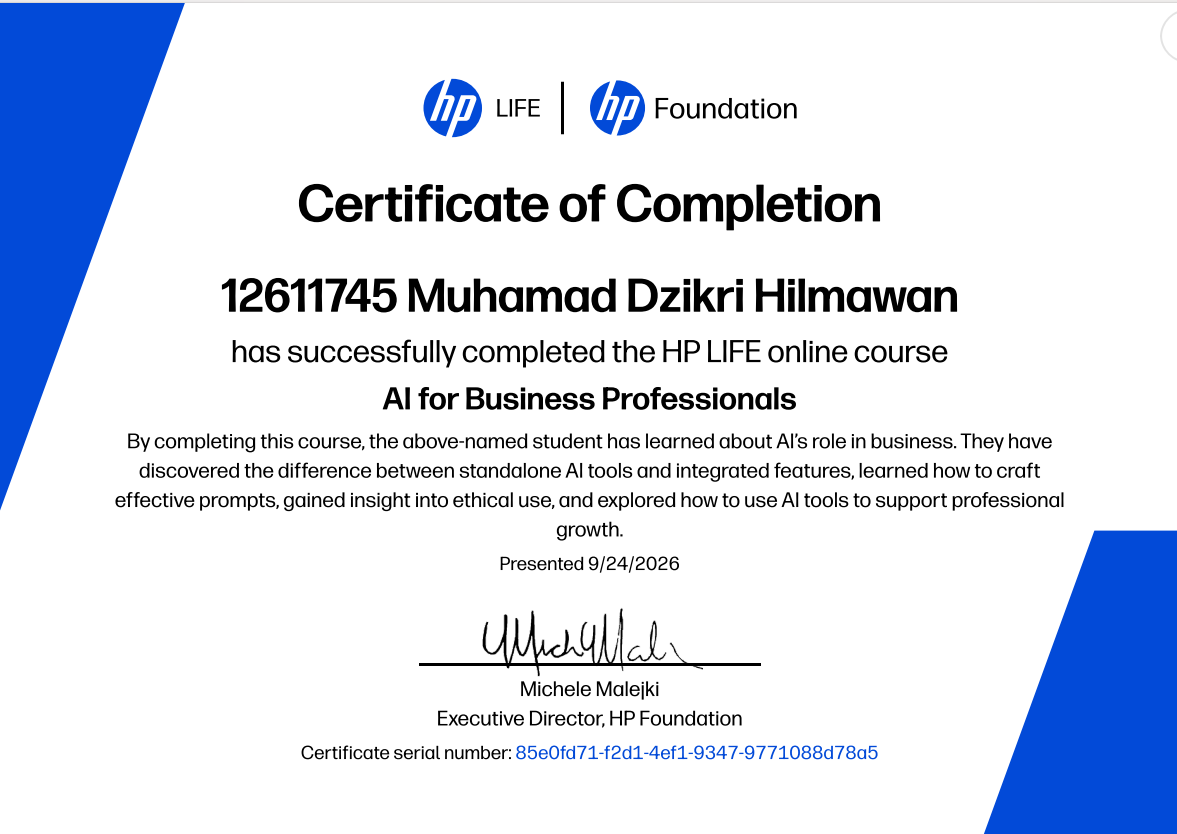 hp LIFE | hp Foundation
Certificate of Completion
12611745 Muhamad Dzikri Hilmawan
has successfully completed the HP LIFE online course
AI for Business Professionals
By completing this course, the above-named student has learned about AI's role in business. They have
discovered the difference between standalone AI tools and integrated features, learned how to craft
effective prompts, gained insight into ethical use, and explored how to use AI tools to support professional
growth.
Presented 9/24/2026
Michele Malejki
Executive Director, HP Foundation
Certificate serial number: 85e0fd71-f2d1-4ef1-9347-9771088d78a5